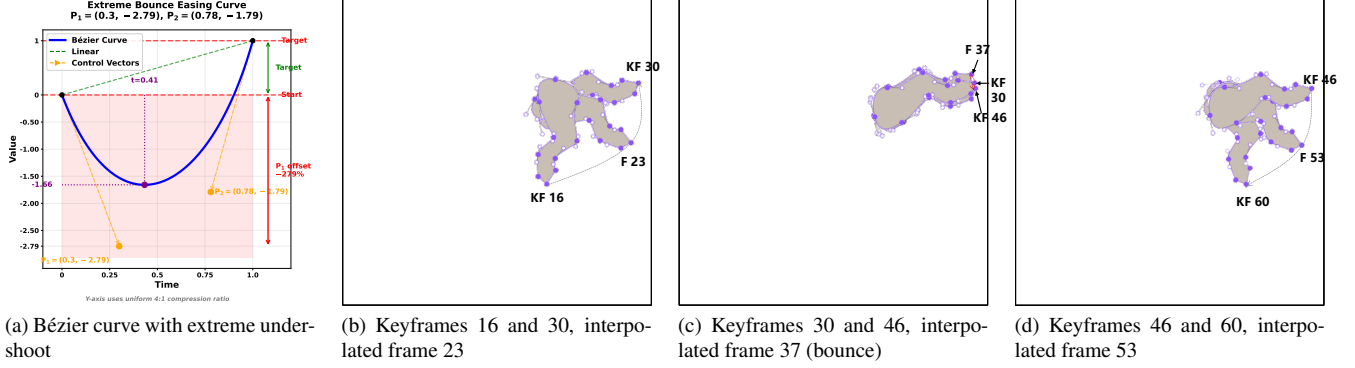 Extreme Bounce Easing Curve
P₁ = (0.3, −2.79), P₂ = (0.78, −1.79)
Bézier Curve
Linear
Control Vectors
Target
Target
Start
t=0.41
P₁ offset
−279%
P₂ = (0.78, −1.79)
P₁ = (0.3, −2.79)
-1.66
1
0
-0.50
-1.00
-1.50
-2.00
-2.50
-2.79
Value
0
0.25
0.5
0.75
1.0
Time
Y-axis uses uniform 4:1 compression ratio
(a) Bézier curve with extreme under-
shoot
KF 30
F 23
KF 16
(b) Keyframes 16 and 30, interpo-
lated frame 23
F 37
KF
30
KF 46
(c) Keyframes 30 and 46, interpo-
lated frame 37 (bounce)
KF 46
F 53
KF 60
(d) Keyframes 46 and 60, interpo-
lated frame 53